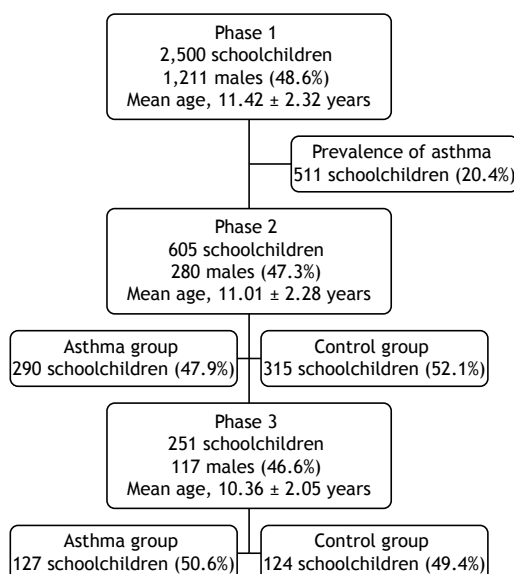 Phase 1
2,500 schoolchildren
1,211 males (48.6%)
Mean age, 11.42 ± 2.32 years
Prevalence of asthma
511 schoolchildren (20.4%)
Phase 2
605 schoolchildren
280 males (47.3%)
Mean age, 11.01 ± 2.28 years
Asthma group
290 schoolchildren (47.9%)
Control group
315 schoolchildren (52.1%)
Phase 3
251 schoolchildren
117 males (46.6%)
Mean age, 10.36 ± 2.05 years
Asthma group
127 schoolchildren (50.6%)
Control group
124 schoolchildren (49.4%)